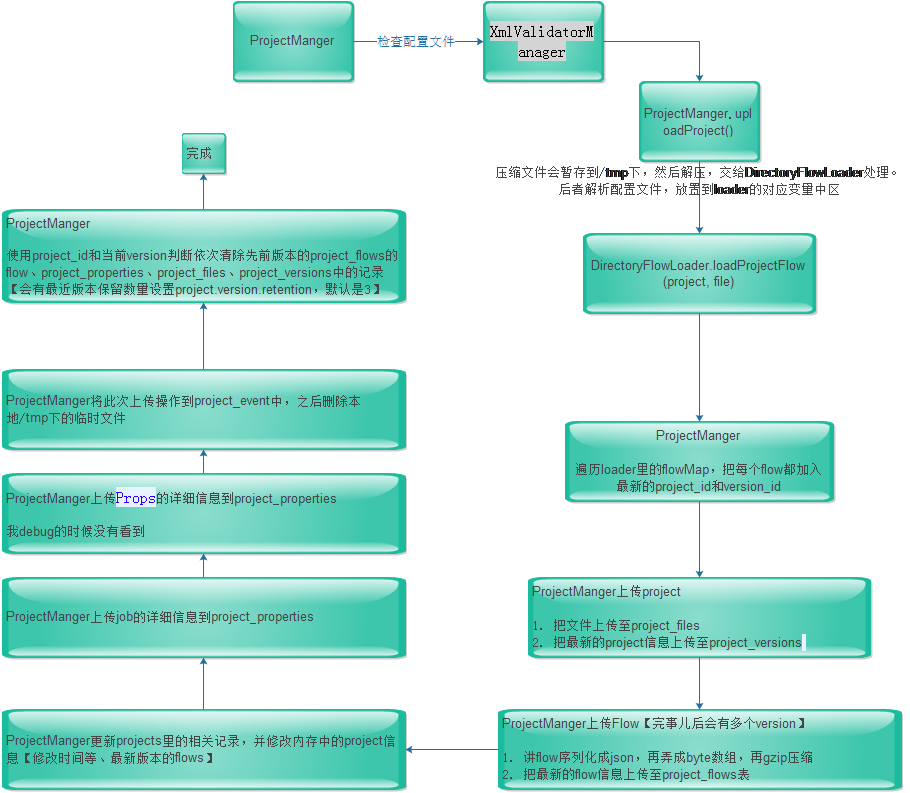 ProjectManger
检查配置文件
XmlValidatorM
anager
ProjectManger.upl
oadProject()
压缩文件会暂存到/tmp下，然后解压，交给DirectoryFlowLoader处理。
后者解析配置文件，放置到loader的对应变量中区
DirectoryFlowLoader.loadProjectFlow
(project, file)
ProjectManger
遍历loader里的flowMap，把每个flow都加入
最新的project_id和version_id
ProjectManger上传project
1. 把文件上传至project_files
2. 把最新的project信息上传至project_versions
ProjectManger上传Flow【完事儿后会有多个version】
1. 讲flow序列化成json，再弄成byte数组，再gzip压缩
2. 把最新的flow信息上传至project_flows表
ProjectManger更新projects里的相关记录，并修改内存中的project信
息【修改时间等、最新版本的flows】
ProjectManger上传job的详细信息到project_properties
ProjectManger上传Props的详细信息到project_properties
我debug的时候没有看到
ProjectManger将此次上传操作到project_event中，之后删除本
地/tmp下的临时文件
ProjectManger
使用project_id和当前version判断依次清除先前版本的project_flows的
flow、project_properties、project_files、project_versions中的记录
【会有最近版本保留数量设置project.version.retention，默认是3】
完成